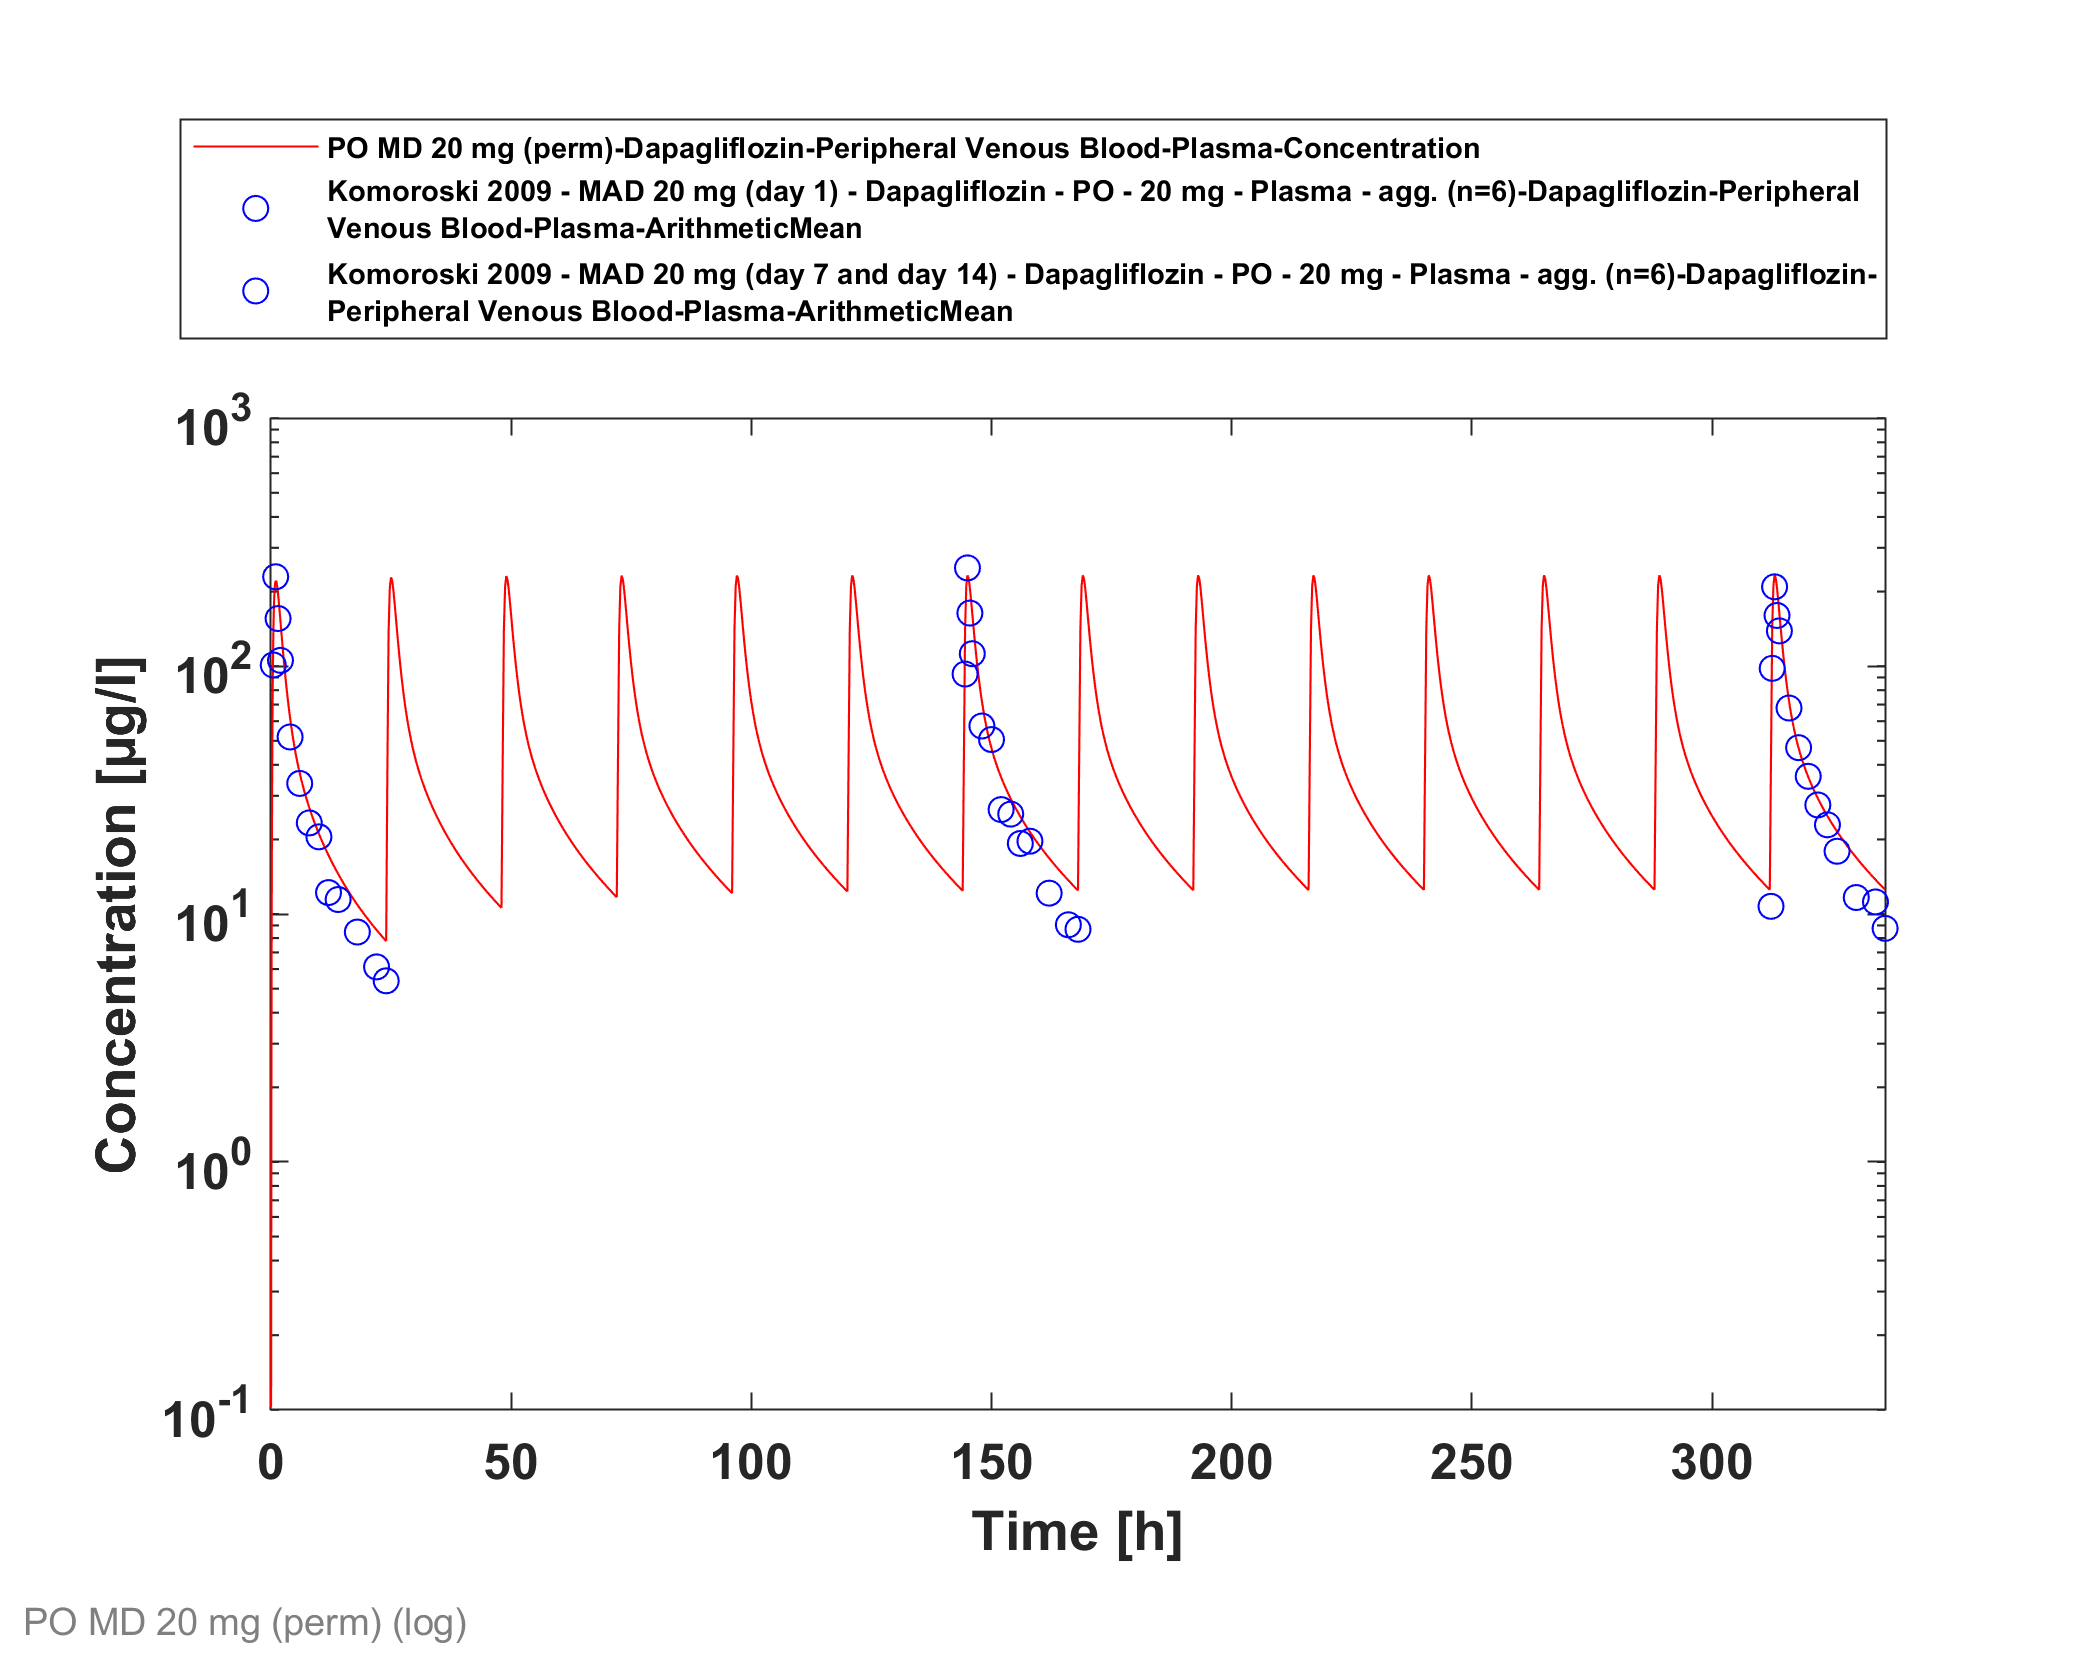 PO MD 20 mg (perm)-Dapagliflozin-Peripheral Venous Blood-Plasma-Concentration
Komoroski 2009 - MAD 20 mg (day 1) - Dapagliflozin - PO - 20 mg - Plasma - agg. (n=6)-Dapagliflozin-Peripheral
Venous Blood-Plasma-ArithmeticMean
Komoroski 2009 - MAD 20 mg (day 7 and day 14) - Dapagliflozin - PO - 20 mg - Plasma - agg. (n=6)-Dapagliflozin-
Peripheral Venous Blood-Plasma-ArithmeticMean
Concentration [µg/l]
10^3
10^2
10^1
10^0
10^-1
0 50 100 150 200 250 300
Time [h]
PO MD 20 mg (perm) (log)